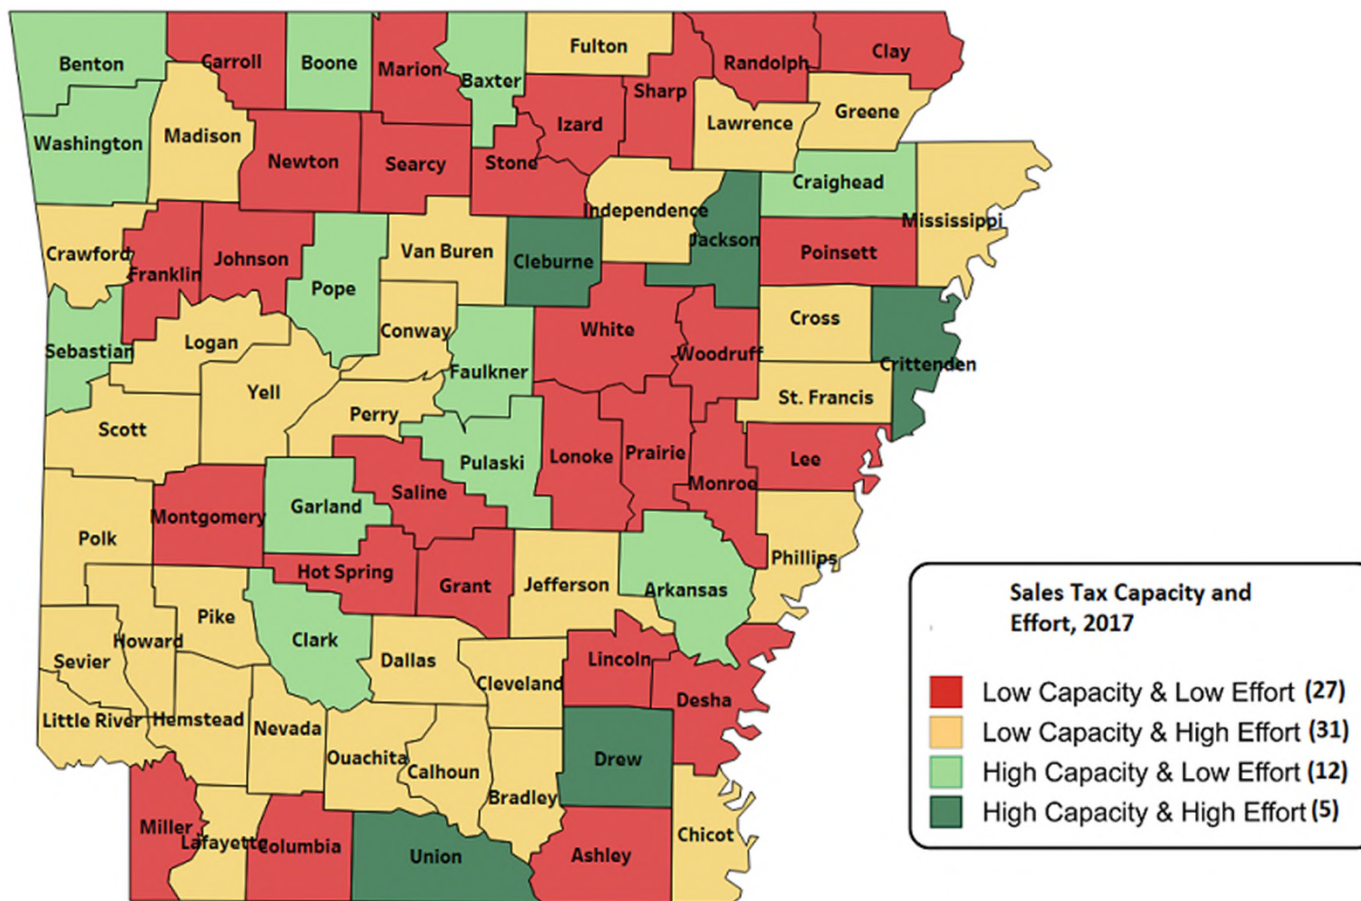 Benton
Carroll
Boone
Marion
Baxter
Fulton
Sharp
Randolph
Clay
Washington
Madison
Newton
Searcy
Stone
Izard
Lawrence
Greene
Craighead
Mississippi
Independence
Jackson
Poinsett
Crawford
Franklin
Johnson
Pope
Van Buren
Cleburne
White
Woodruff
Cross
Crittenden
Sebastian
Logan
Conway
Faulkner
Yell
Perry
St. Francis
Scott
Pulaski
Lonoke
Prairie
Monroe
Lee
Montgomery
Garland
Saline
Polk
Hot Spring
Grant
Jefferson
Arkansas
Phillips
Pike
Clark
Howard
Sevier
Dallas
Cleveland
Lincoln
Desha
Little River
Hemstead
Nevada
Ouachita
Calhoun
Bradley
Drew
Miller
Lafayette
Columbia
Union
Ashley
Chicot
Sales Tax Capacity and
Effort, 2017
Low Capacity & Low Effort (27)
Low Capacity & High Effort (31)
High Capacity & Low Effort (12)
High Capacity & High Effort (5)